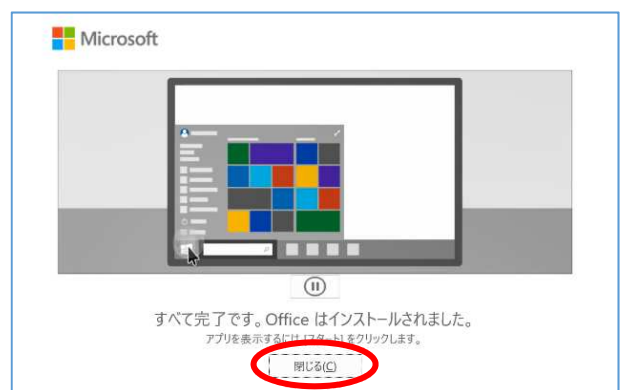 Microsoft
すべて完了です。Office はインストールされました。
アプリを表示するには [スタート] をクリックします。
閉じる(C)